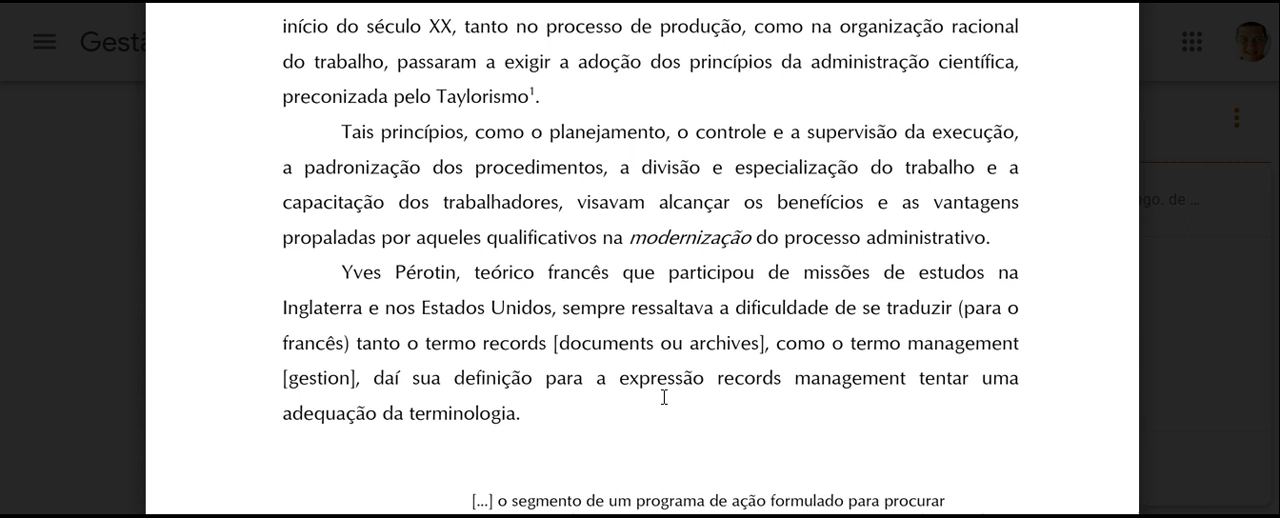 Gestã
início do século XX, tanto no processo de produção, como na organização racional
do trabalho, passaram a exigir a adoção dos princípios da administração científica,
preconizada pelo Taylorismo¹.
Tais princípios, como o planejamento, o controle e a supervisão da execução,
a padronização dos procedimentos, a divisão e especialização do trabalho e a
capacitação dos trabalhadores, visavam alcançar os benefícios e as vantagens
propaladas por aqueles qualificativos na modernização do processo administrativo.
Yves Pérotin, teórico francês que participou de missões de estudos na
Inglaterra e nos Estados Unidos, sempre ressaltava a dificuldade de se traduzir (para o
francês) tanto o termo records [documents ou archives], como o termo management
[gestion], daí sua definição para a expressão records management tentar uma
adequação da terminologia.
[...] o segmento de um programa de ação formulado para procurar
go. de ...